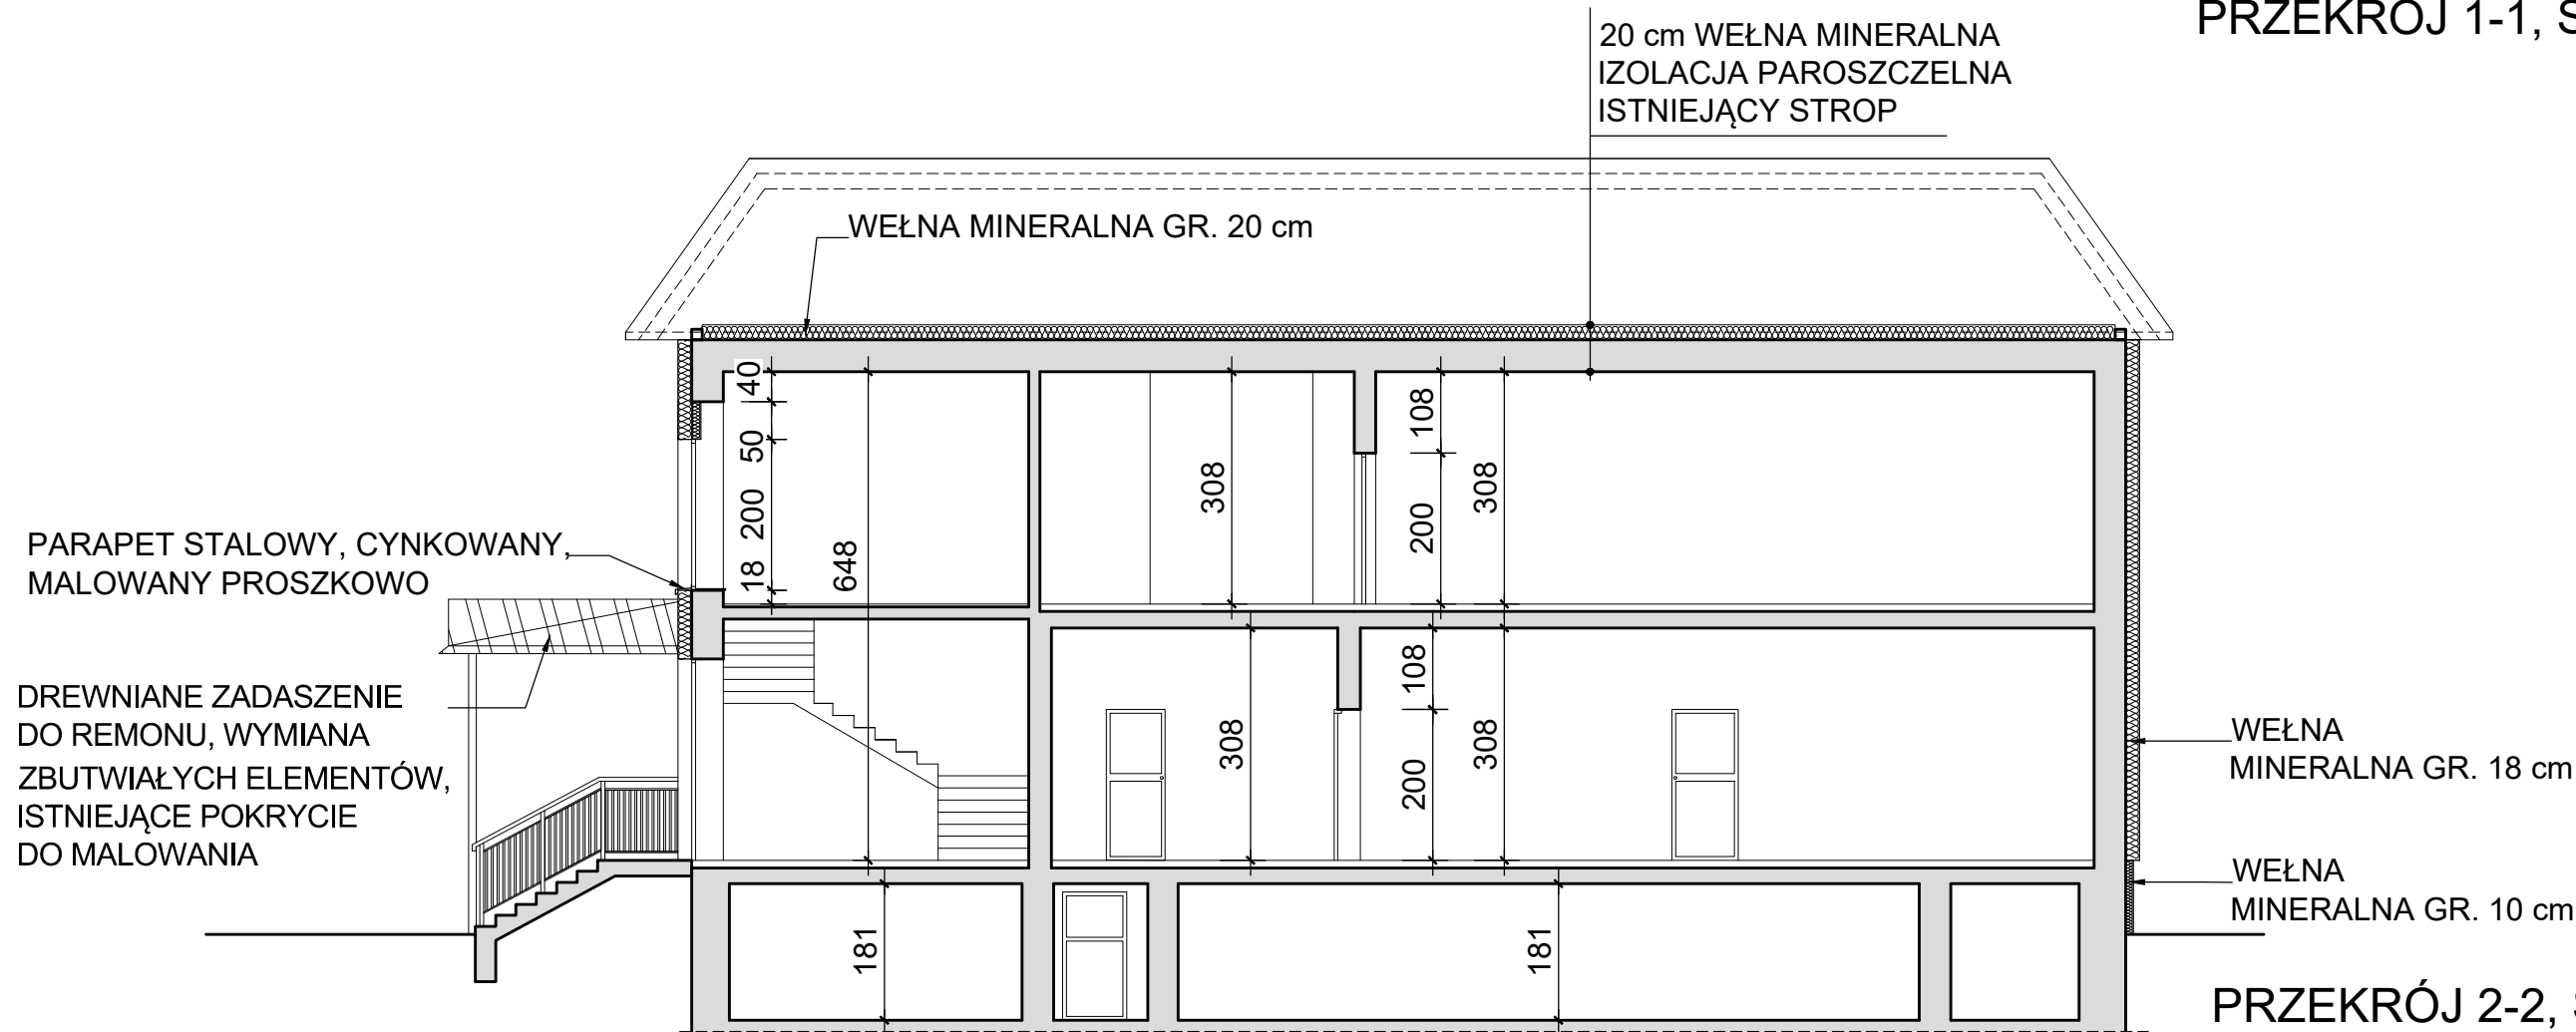 PRZEKRÓJ 1-1, S
20 cm WEŁNA MINERALNA
IZOLACJA PAROSZCZELNA
ISTNIEJĄCY STROP
WEŁNA MINERALNA GR. 20 cm
40
50
200
18
648
308
108
200
308
PARAPET STALOWY, CYNKOWANY,
MALOWANY PROSZKOWO
DREWNIANE ZADASZENIE
DO REMONU, WYMIANA
ZBUTWIAŁYCH ELEMENTÓW,
ISTNIEJĄCE POKRYCIE
DO MALOWANIA
308
108
200
308
WEŁNA
MINERALNA GR. 18 cm
WEŁNA
MINERALNA GR. 10 cm
181
181
PRZEKRÓJ 2-2,